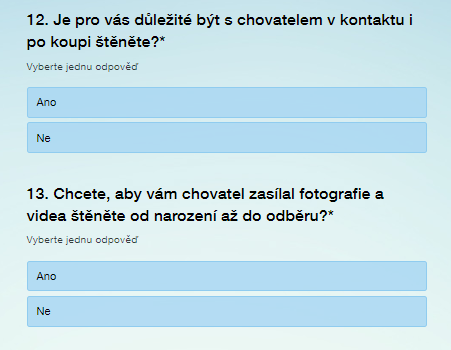 12. Je pro vás důležité být s chovatelem v kontaktu i
po koupi štěněte?*
Vyberte jednu odpověď
Ano
Ne
13. Chcete, aby vám chovatel zasílal fotografie a
videa štěněte od narození až do odběru?*
Vyberte jednu odpověď
Ano
Ne